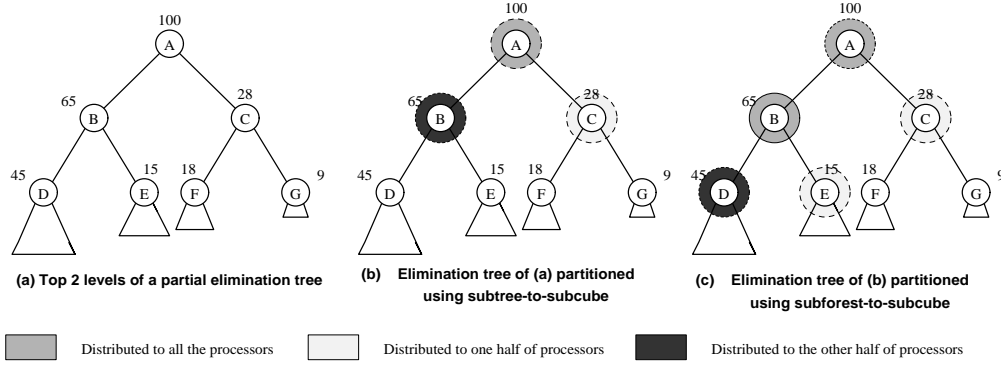 100
A
65
B
28
C
45
D
15
E
18
F
9
G
(a) Top 2 levels of a partial elimination tree
100
A
65
B
28
C
45
D
15
E
18
F
9
G
(b) Elimination tree of (a) partitioned
using subtree-to-subcube
100
A
65
B
28
C
45
D
15
E
18
F
9
G
(c) Elimination tree of (b) partitioned
using subforest-to-subcube
Distributed to all the processors
Distributed to one half of processors
Distributed to the other half of processors